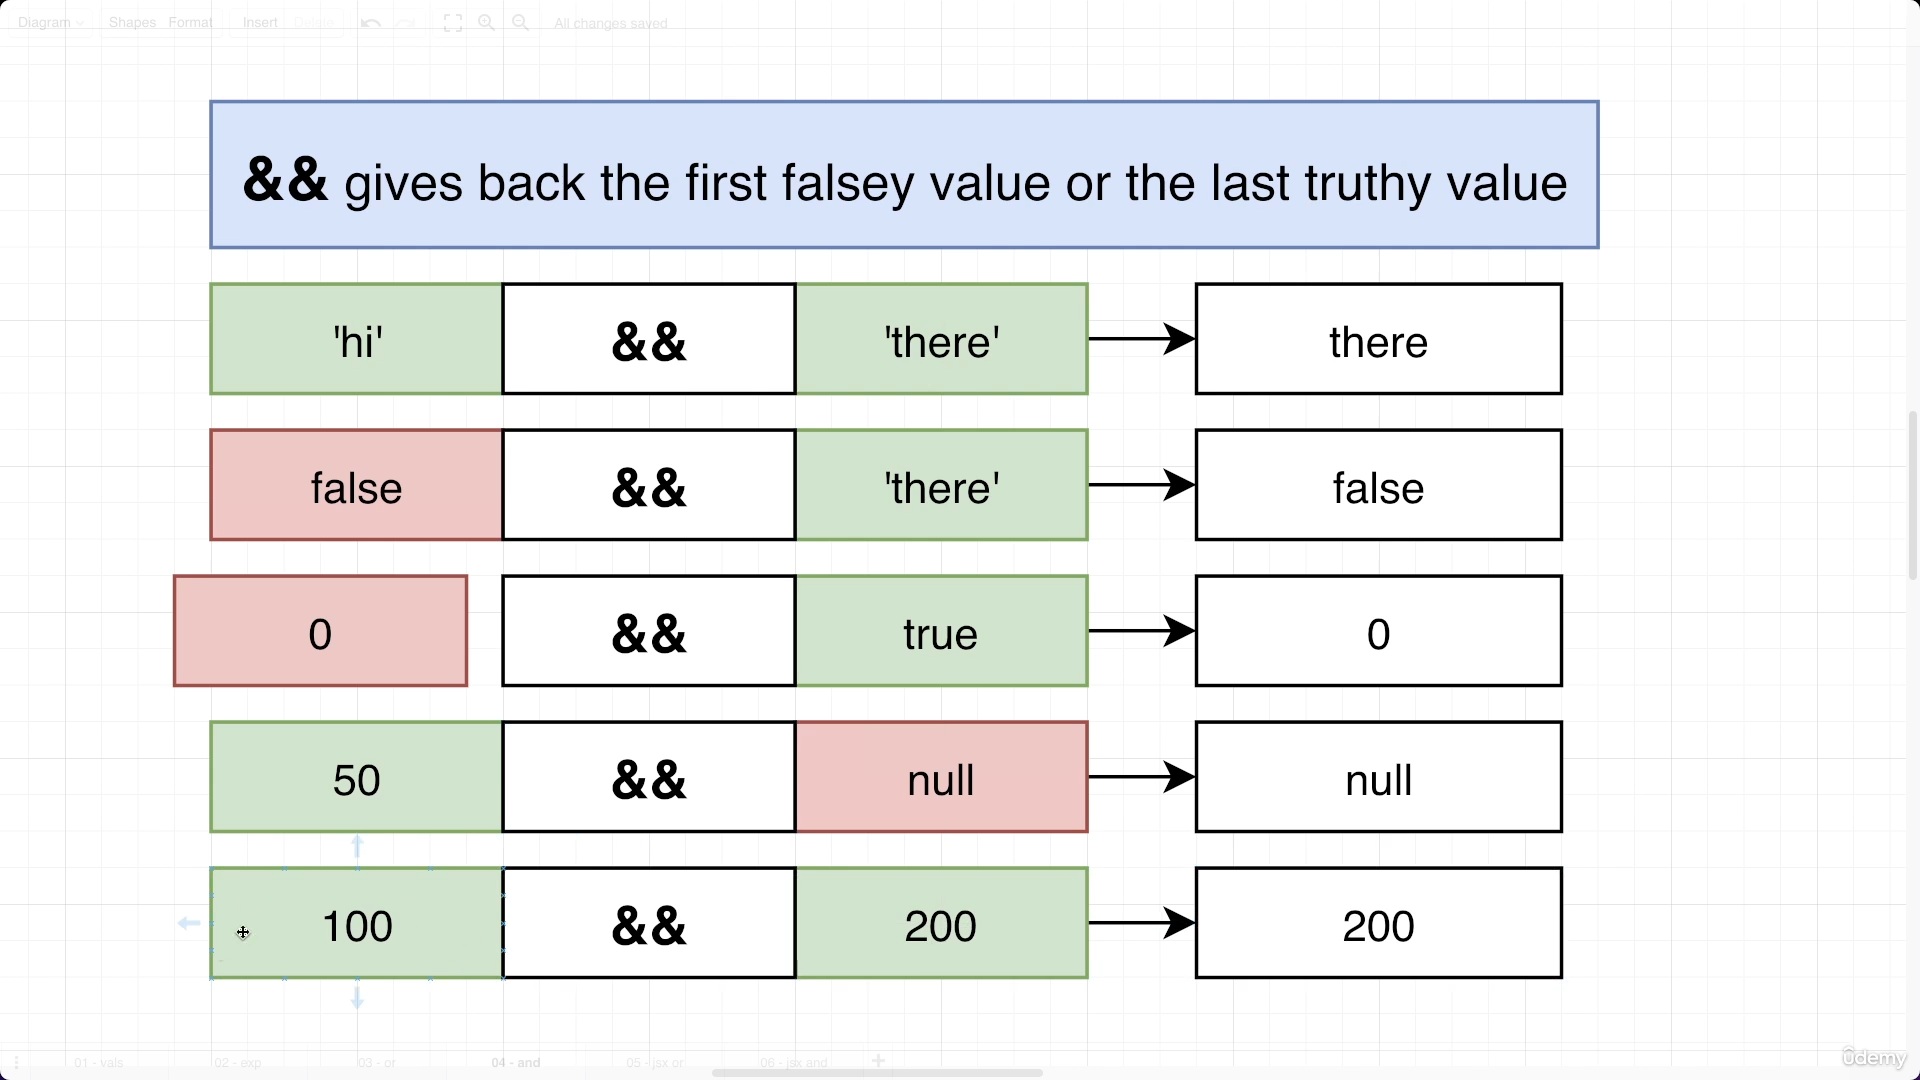 Diagram Shapes Format Insert Delete All changes saved
&& gives back the first falsey value or the last truthy value
'hi' && 'there' there
false && 'there' false
0 && true 0
50 && null null
100 && 200 200
01 - vals 02 - exp 03 - or 04 - and 05 - jsx or 06 - jsx and
ûdemy